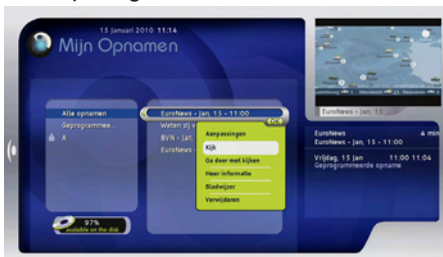 15 Januari 2010 11:14
Mijn Opnamen
Alle opnamen
Geprogrammee...
A
EuroNews - Jan, 15 - 11:00
OK
Weten zij
BVN - Jan,
EuroNews -
Aanpassingen
Kijk
Ga door met kijken
Meer informatie
Bladwijzer
Verwijderen
97%
available on the disk
EuroNews - Jan, 15
EuroNews 4 min
EuroNews - Jan, 15 - 11:00
Vrijdag, 15 Jan 11:00 11:04
Geprogrammeerde opname